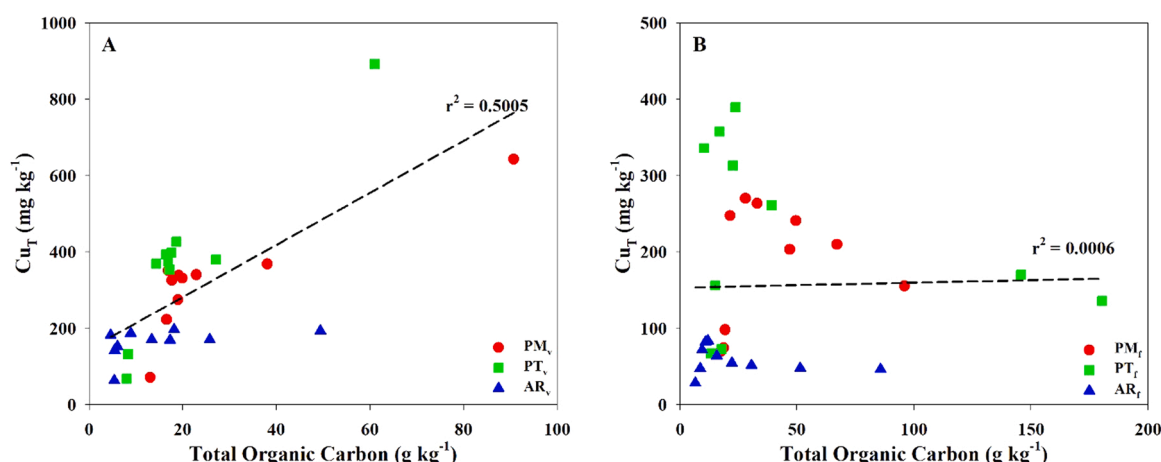 A
1000
800
600
400
200
0
Cu_T (mg kg⁻¹)
r² = 0.5005
PM_v
PT_v
AR_v
0 20 40 60 80 100
Total Organic Carbon (g kg⁻¹)
B
500
400
300
200
100
0
Cu_T (mg kg⁻¹)
r² = 0.0006
PM_f
PT_f
AR_f
0 50 100 150 200
Total Organic Carbon (g kg⁻¹)